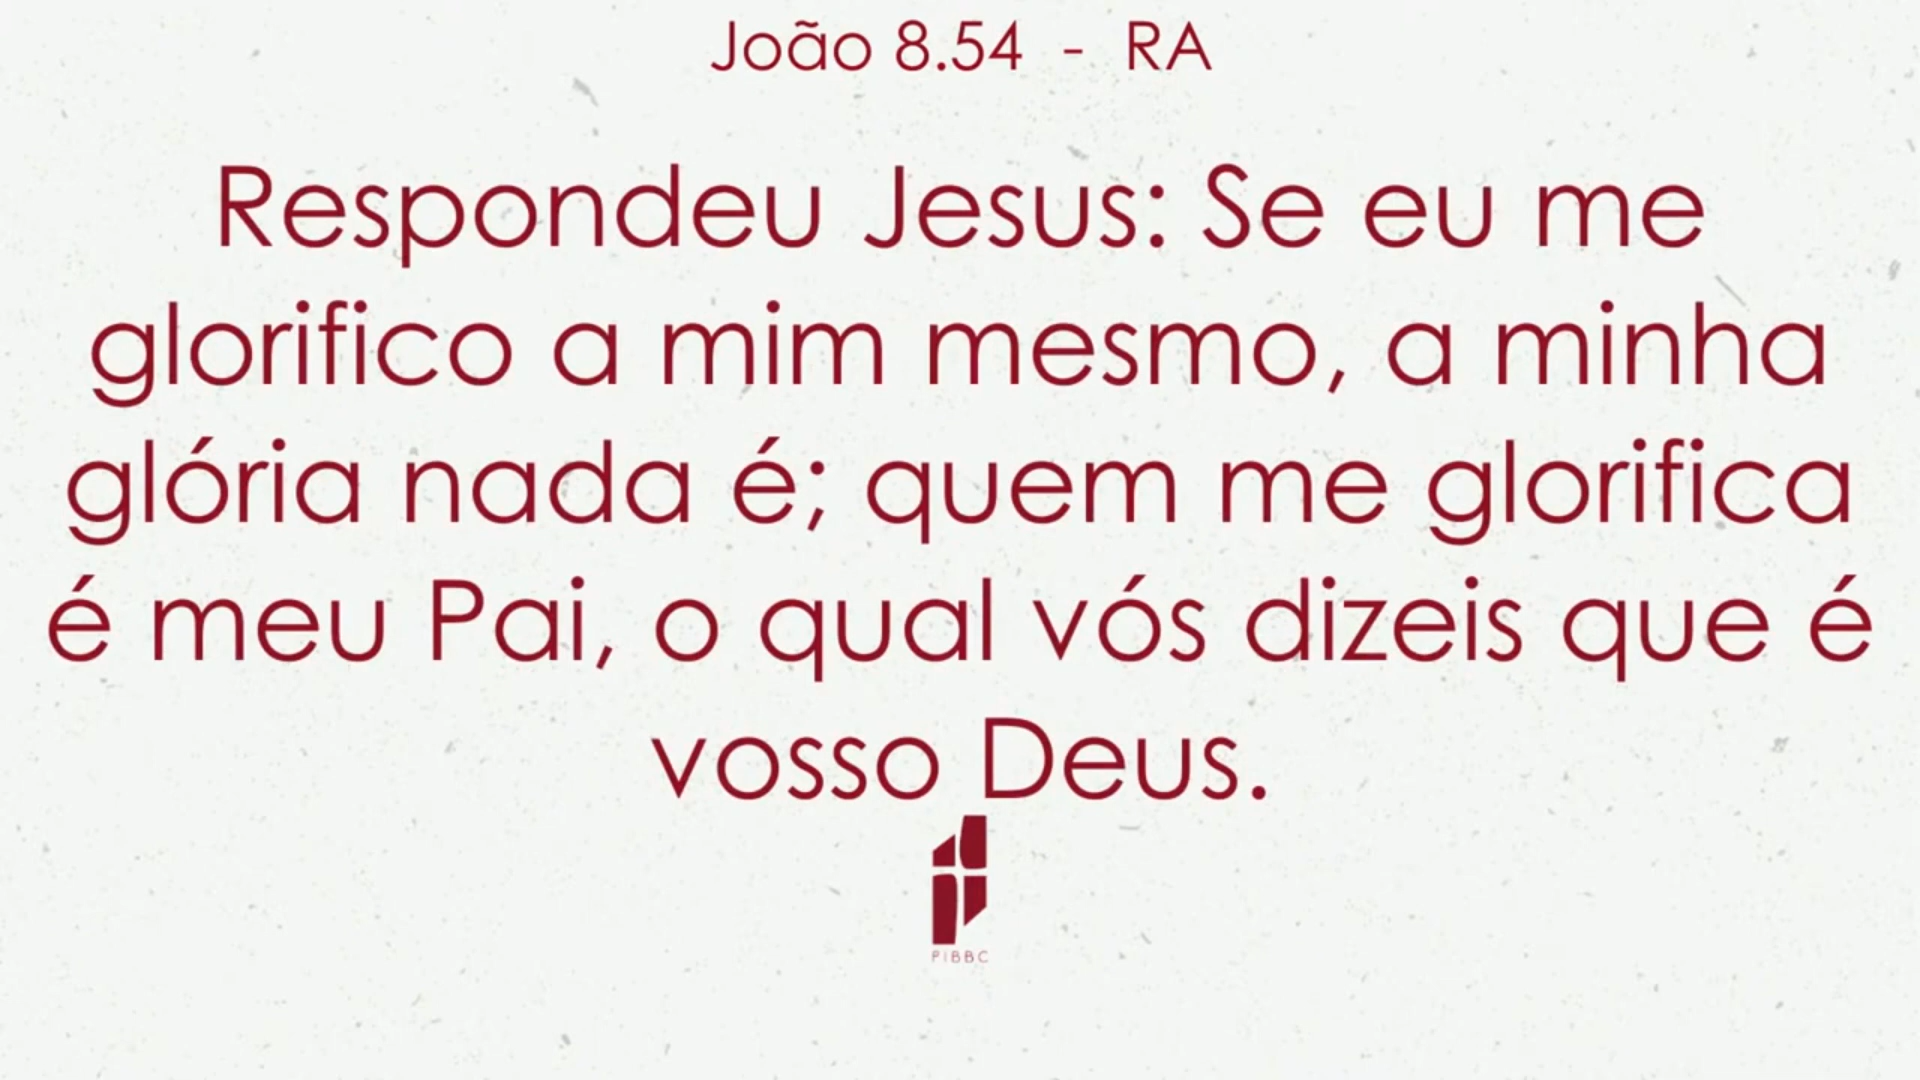 João 8.54 - RA
Respondeu Jesus: Se eu me
glorifico a mim mesmo, a minha
glória nada é; quem me glorifica
é meu Pai, o qual vós dizeis que é
vosso Deus.
PIBBC